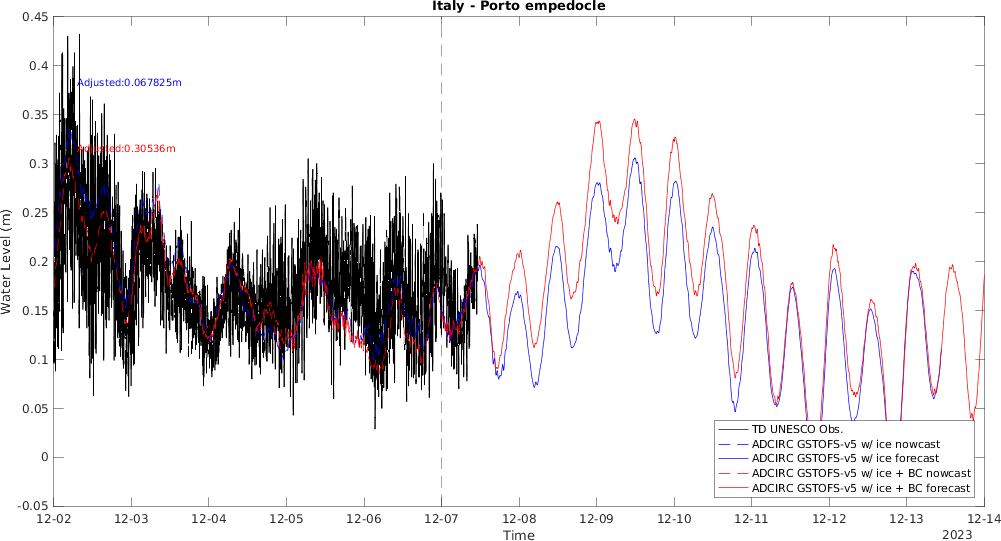 Italy - Porto empedocle
0.45
0.4
0.35
0.3
0.25
0.2
0.15
0.1
0.05
0
-0.05
Water Level (m)
Adjusted:0.067825m
Adjusted:0.30536m
TD UNESCO Obs.
ADCIRC GSTOFS-v5 w/ ice nowcast
ADCIRC GSTOFS-v5 w/ ice forecast
ADCIRC GSTOFS-v5 w/ ice + BC nowcast
ADCIRC GSTOFS-v5 w/ ice + BC forecast
12-02 12-03 12-04 12-05 12-06 12-07 12-08 12-09 12-10 12-11 12-12 12-13 12-14
Time
2023